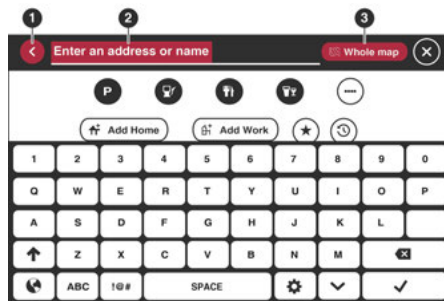 1 2 3
Enter an address or name Whole map
P
Add Home Add Work
1 2 3 4 5 6 7 8 9 0
Q W E R T Y U I O P
A S D F G H J K L
Z X C V B N M
ABC !@# SPACE